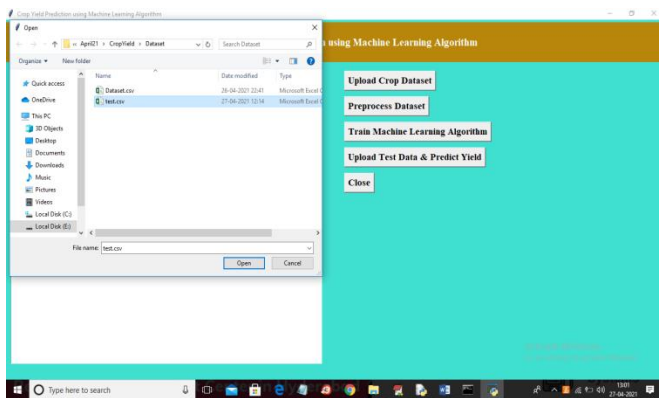 Crop Yield Prediction using Machine Learning Algorithm
Open
« April21 › CropYield › Dataset
Search Dataset
n using Machine Learning Algorithm
Organize
New folder
Quick access
OneDrive
This PC
3D Objects
Desktop
Documents
Downloads
Music
Pictures
Videos
Local Disk (C:)
Local Disk (E:)
Name
Date modified
Type
Dataset.csv
26-04-2021 22:41
Microsoft Excel C
test.csv
27-04-2021 12:14
Microsoft Excel C
File name:
test.csv
Open
Cancel
Upload Crop Dataset
Preprocess Dataset
Train Machine Learning Algorithm
Upload Test Data & Predict Yield
Close
Type here to search
13:01
27-04-2021